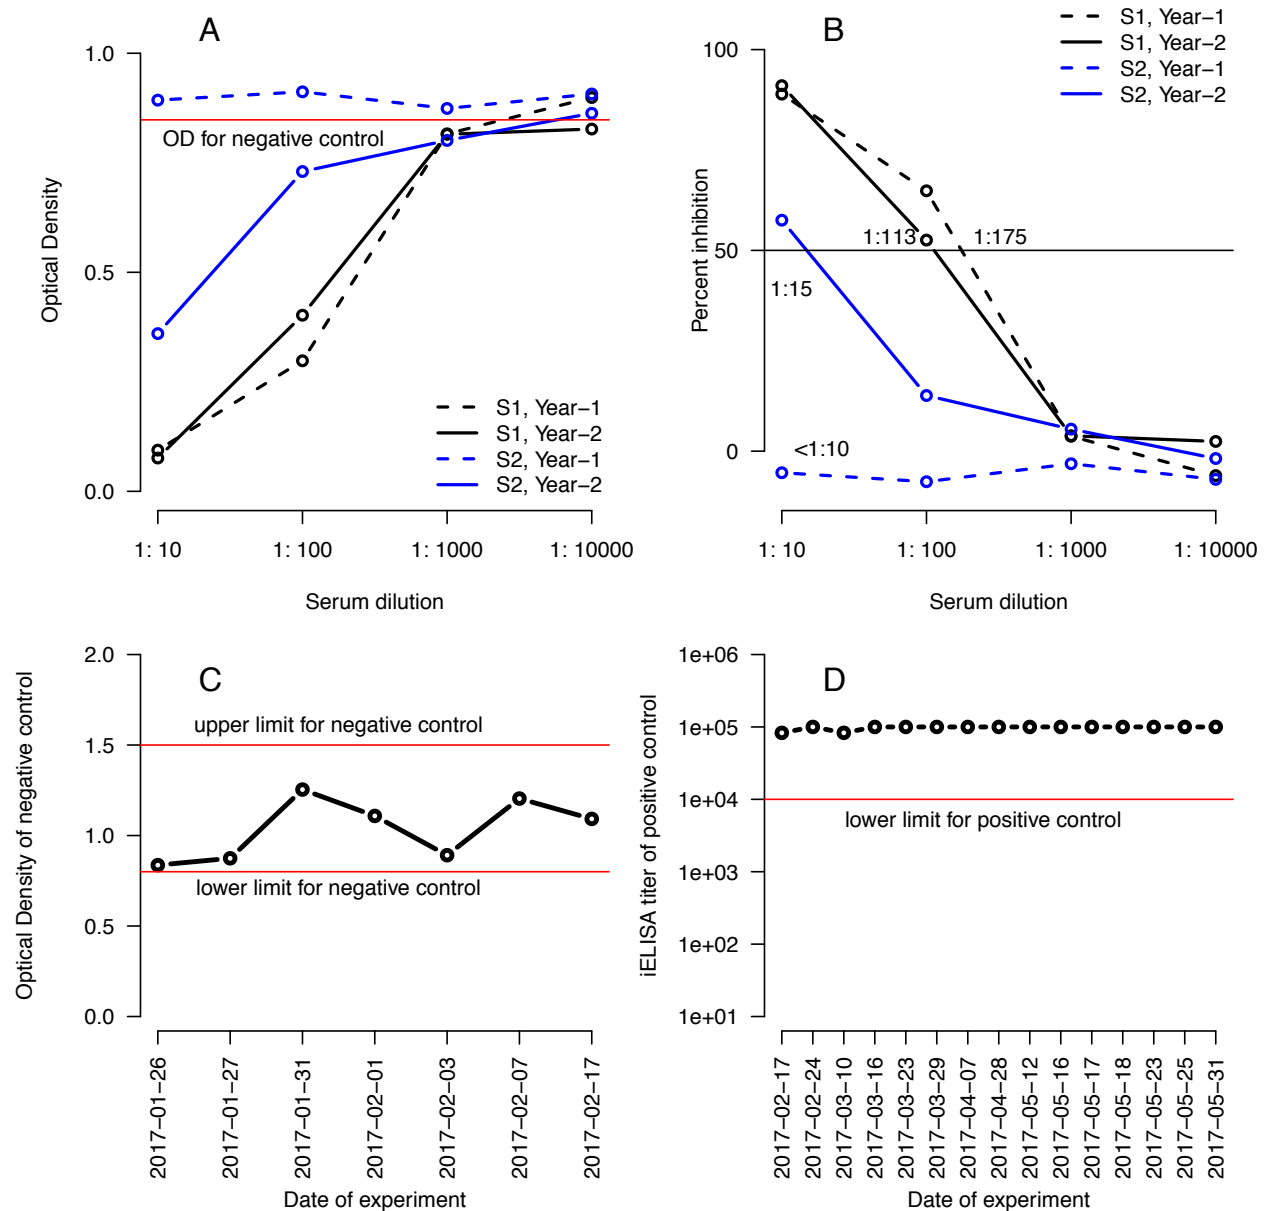 A
1.0
0.5
0.0
Optical Density
OD for negative control
S1, Year−1
S1, Year−2
S2, Year−1
S2, Year−2
1: 10
1: 100
1: 1000
1: 10000
Serum dilution
B
S1, Year−1
S1, Year−2
S2, Year−1
S2, Year−2
100
50
0
Percent inhibition
1:113
1:175
1:15
<1:10
1: 10
1: 100
1: 1000
1: 10000
Serum dilution
C
2.0
1.5
1.0
0.5
0.0
Optical Density of negative control
upper limit for negative control
lower limit for negative control
2017−01−26
2017−01−27
2017−01−31
2017−02−01
2017−02−03
2017−02−07
2017−02−17
Date of experiment
D
1e+06
1e+05
1e+04
1e+03
1e+02
1e+01
iELISA titer of positive control
lower limit for positive control
2017−02−17
2017−02−24
2017−03−10
2017−03−16
2017−03−23
2017−03−29
2017−04−07
2017−04−28
2017−05−12
2017−05−16
2017−05−17
2017−05−18
2017−05−23
2017−05−25
2017−05−31
Date of experiment